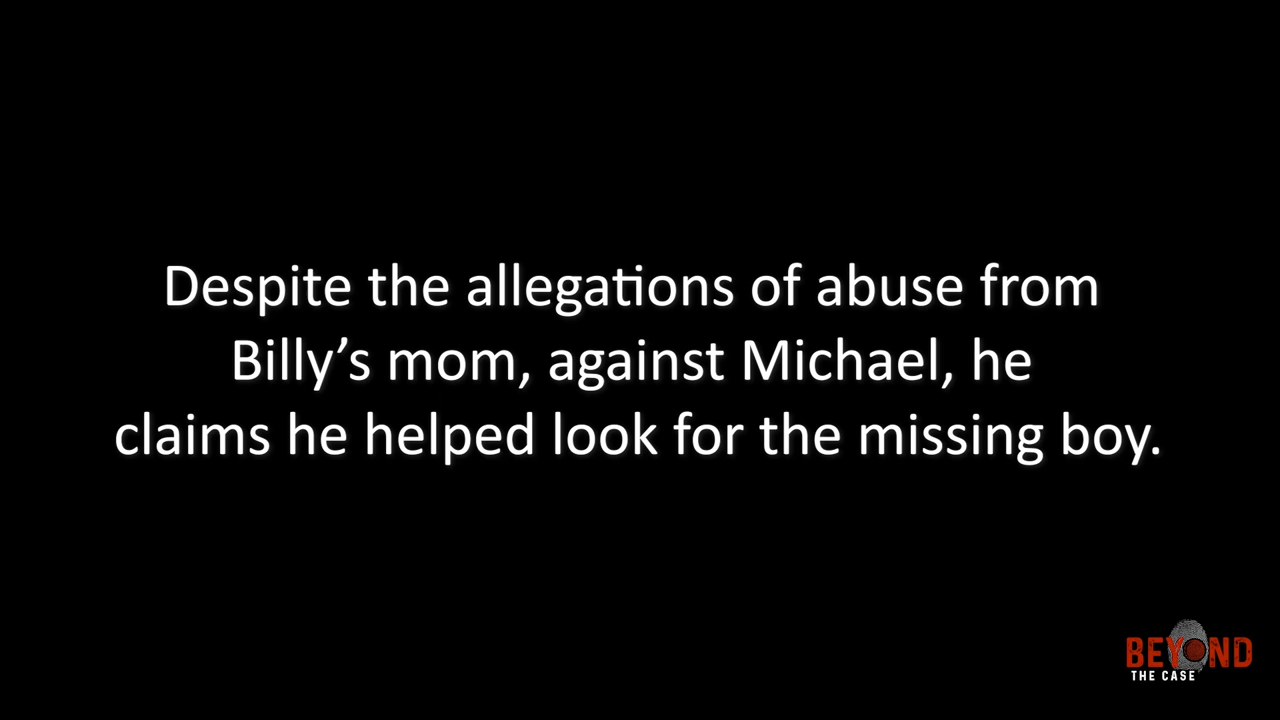 Despite the allegations of abuse from
Billy’s mom, against Michael, he
claims he helped look for the missing boy.
BEYOND
THE CASE